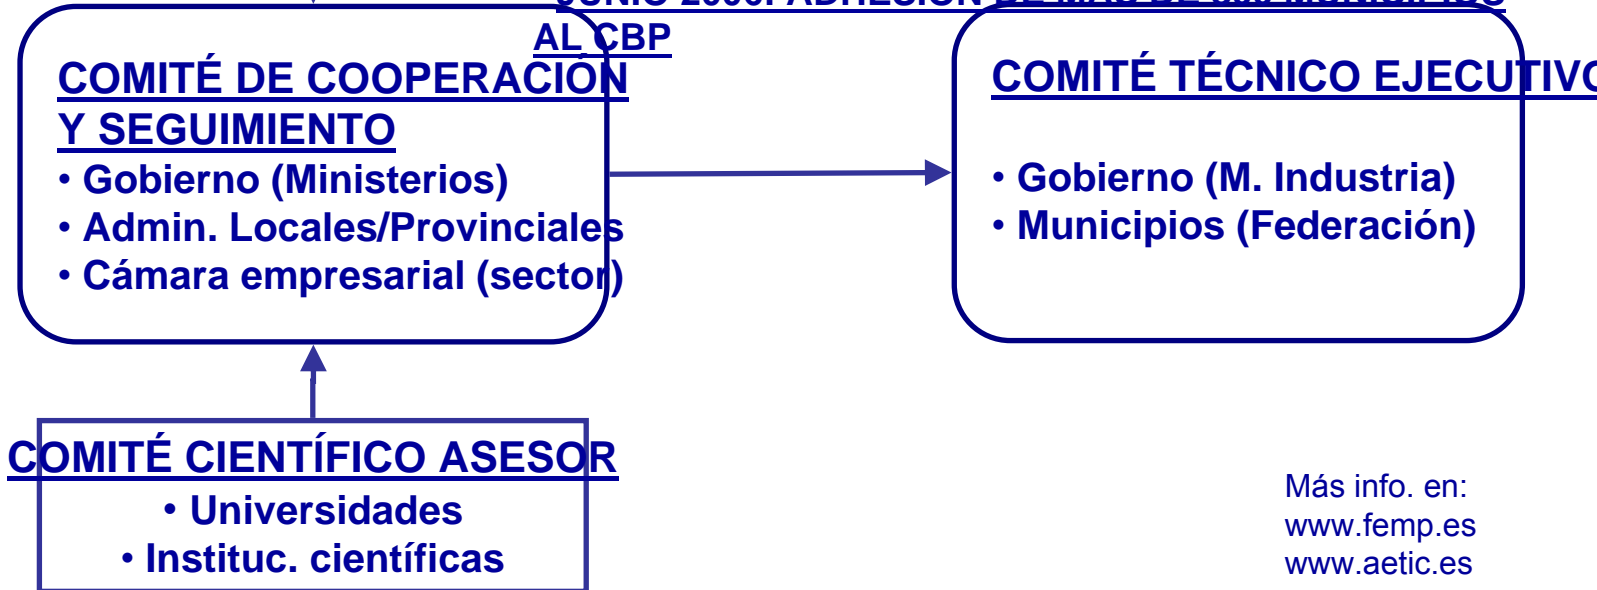 AL CBP
COMITÉ DE COOPERACIÓN
Y SEGUIMIENTO
• Gobierno (Ministerios)
• Admin. Locales/Provinciales
• Cámara empresarial (sector)
COMITÉ TÉCNICO EJECUTIVO
• Gobierno (M. Industria)
• Municipios (Federación)
COMITÉ CIENTÍFICO ASESOR
• Universidades
• Instituc. científicas
Más info. en:
www.femp.es
www.aetic.es